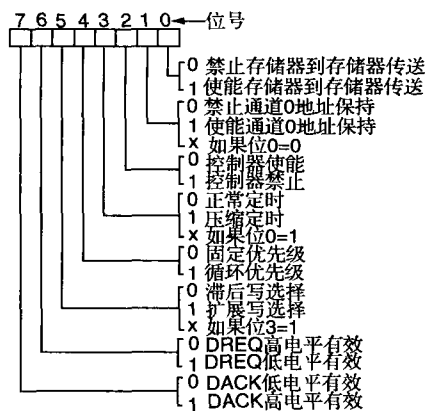 7 6 5 4 3 2 1 0 ←位号
0 禁止存储器到存储器传送
1 使能存储器到存储器传送
0 禁止通道0地址保持
1 使能通道0地址保持
x 如果位0=0
0 控制器使能
1 控制器禁止
0 正常定时
1 压缩定时
x 如果位0=1
0 固定优先级
1 循环优先级
0 滞后写选择
1 扩展写选择
x 如果位3=1
0 DREQ高电平有效
1 DREQ低电平有效
0 DACK低电平有效
1 DACK高电平有效